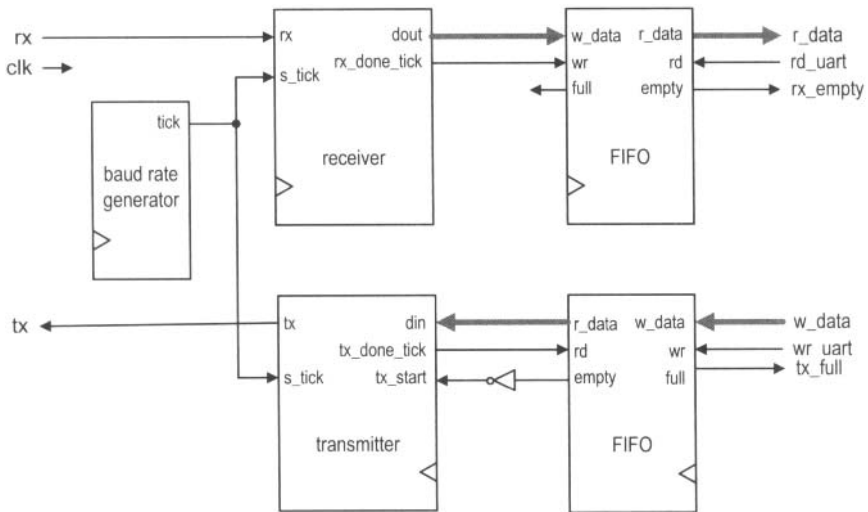 rx
clk
rx
dout
s_tick
rx_done_tick
receiver
w_data
r_data
wr
rd
full
empty
FIFO
r_data
rd_uart
rx_empty
tick
baud rate
generator
tx
tx
din
tx_done_tick
s_tick
tx_start
transmitter
r_data
w_data
rd
wr
empty
full
FIFO
w_data
wr_uart
tx_full